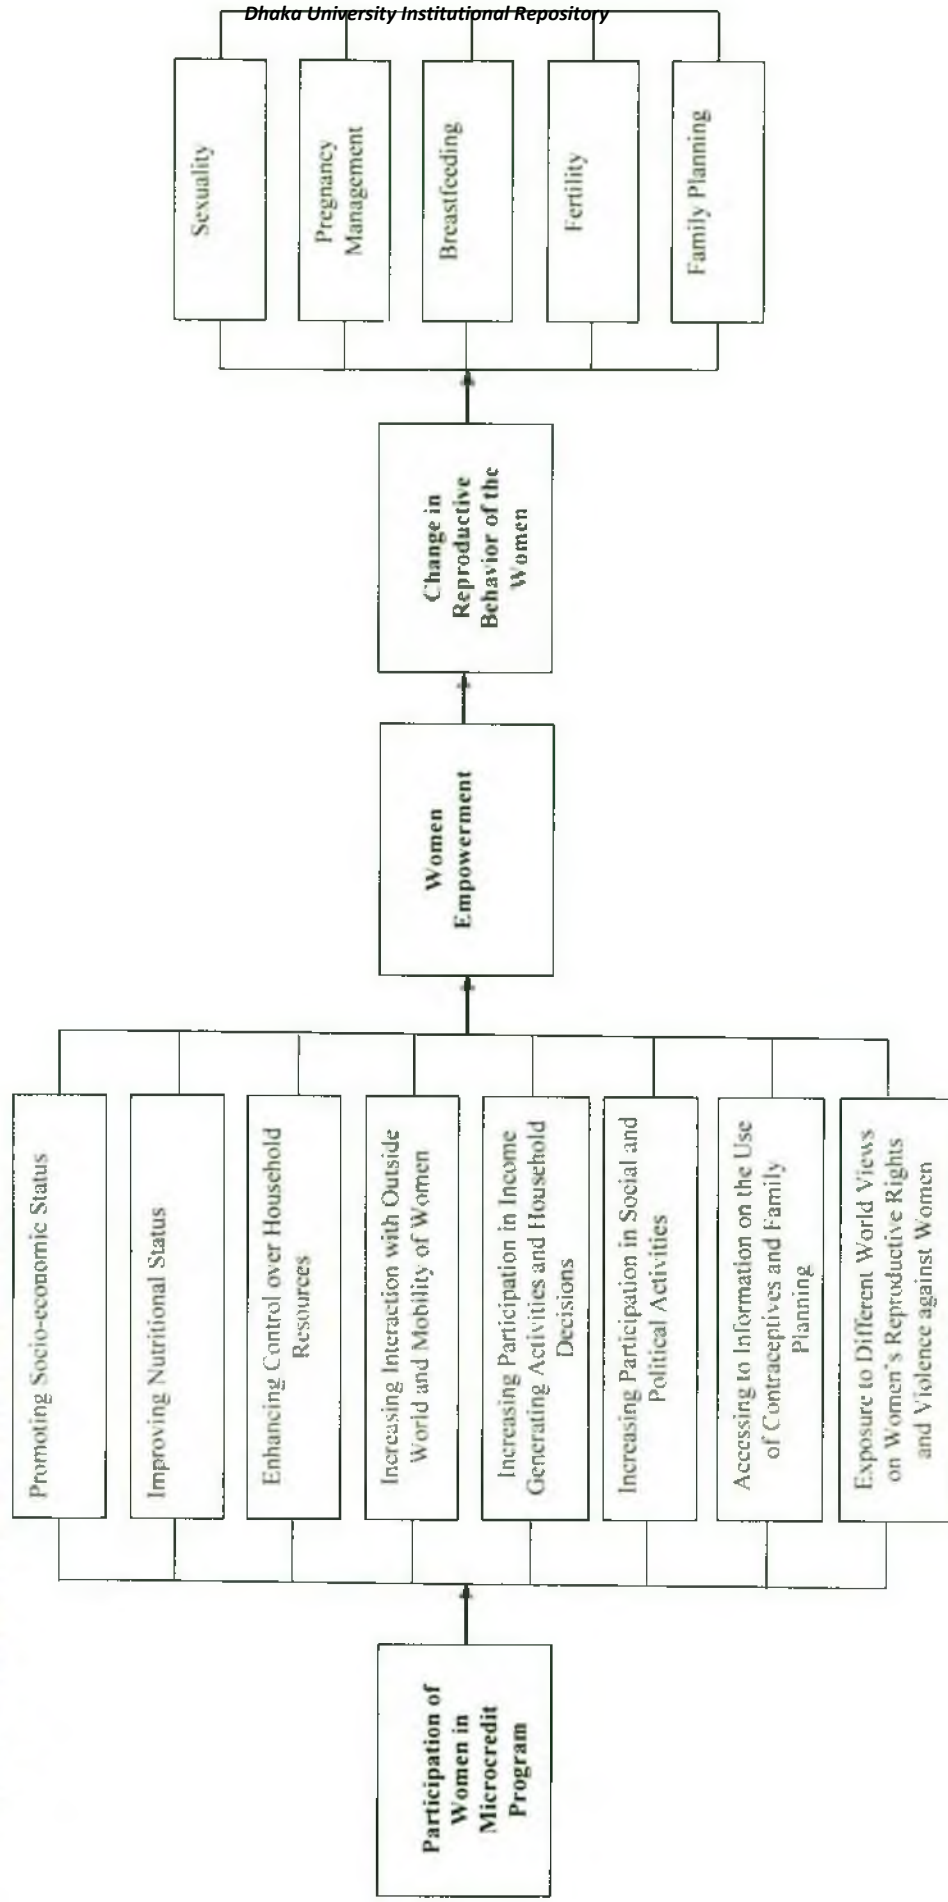 Dhaka University Institutional Repository
Participation of
Women in
Microcredit
Program
Promoting Socio-economic Status
Improving Nutritional Status
Enhancing Control over Household
Resources
Increasing Interaction with Outside
World and Mobility of Women
Increasing Participation in Income
Generating Activities and Household
Decisions
Increasing Participation in Social and
Political Activities
Accessing to Information on the Use
of Contraceptives and Family
Planning
Exposure to Different World Views
on Women's Reproductive Rights
and Violence against Women
Women
Empowerment
Change in
Reproductive
Behavior of the
Women
Sexuality
Pregnancy
Management
Breastfeeding
Fertility
Family Planning